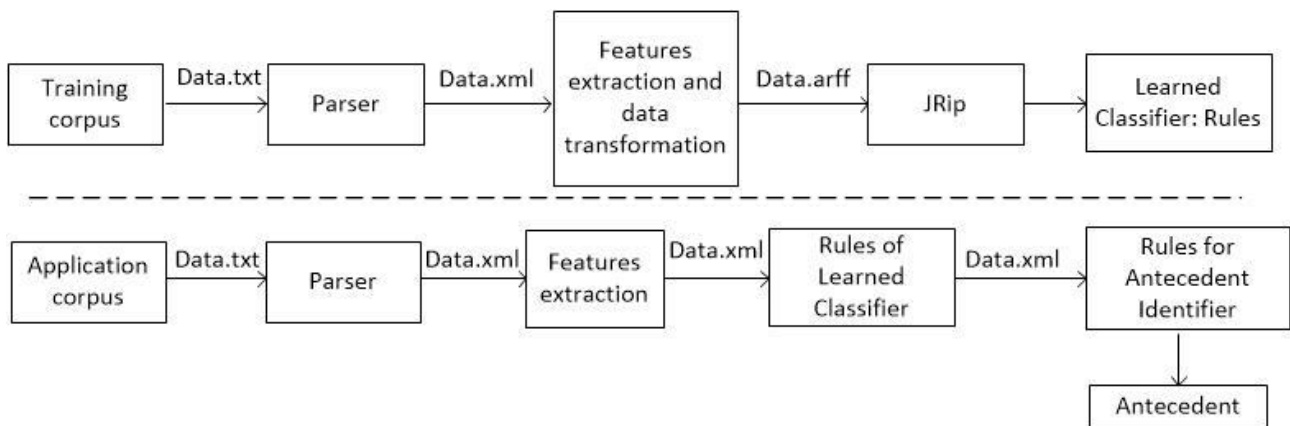 Training
corpus
Data.txt
Parser
Data.xml
Features
extraction and
data
transformation
Data.arff
JRip
Learned
Classifier: Rules
Application
corpus
Data.txt
Parser
Data.xml
Features
extraction
Data.xml
Rules of
Learned
Classifier
Data.xml
Rules for
Antecedent
Identifier
Antecedent